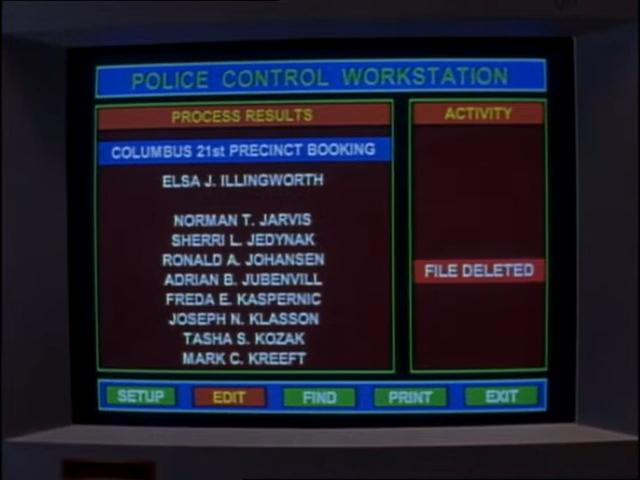 POLICE CONTROL WORKSTATION
PROCESS RESULTS
ACTIVITY
COLUMBUS 21st PRECINCT BOOKING
ELSA J. ILLINGWORTH
NORMAN T. JARVIS
SHERRI L. JEDYNAK
RONALD A. JOHANSEN
FILE DELETED
ADRIAN B. JUBENVILL
FREDA E. KASPERNIC
JOSEPH N. KLASSON
TASHA S. KOZAK
MARK C. KREEFT
SETUP
EDIT
FIND
PRINT
EXIT